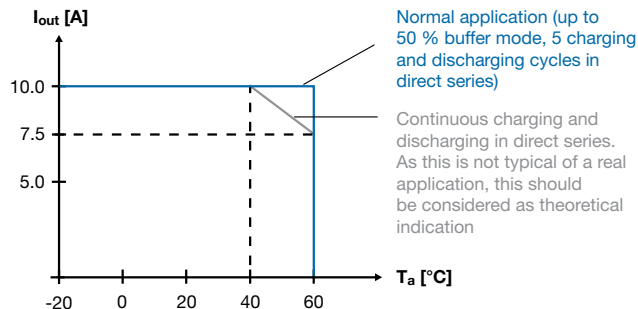 Iout [A]
Normal application (up to
50 % buffer mode, 5 charging
and discharging cycles in
direct series)
10.0
Continuous charging and
discharging in direct series.
As this is not typical of a real
application, this should
be considered as theoretical
indication
7.5
5.0
Ta [°C]
-20 0 20 40 60